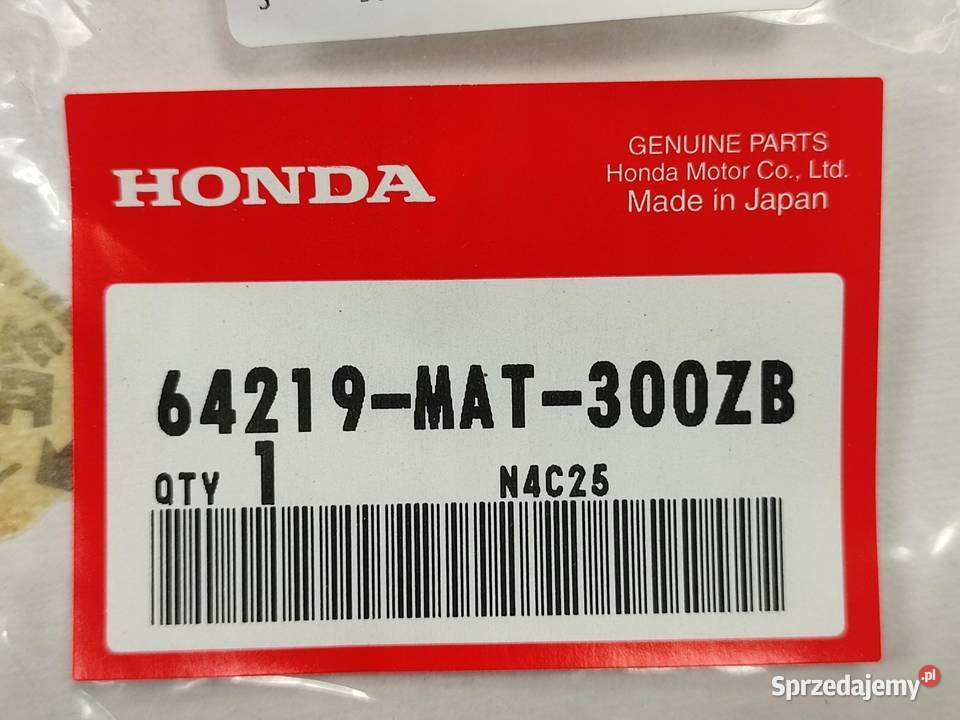 HONDA
GENUINE PARTS
Honda Motor Co., Ltd.
Made in Japan
64219-MAT-300ZB
QTY 1 N4C25
Sprzedajemy.pl